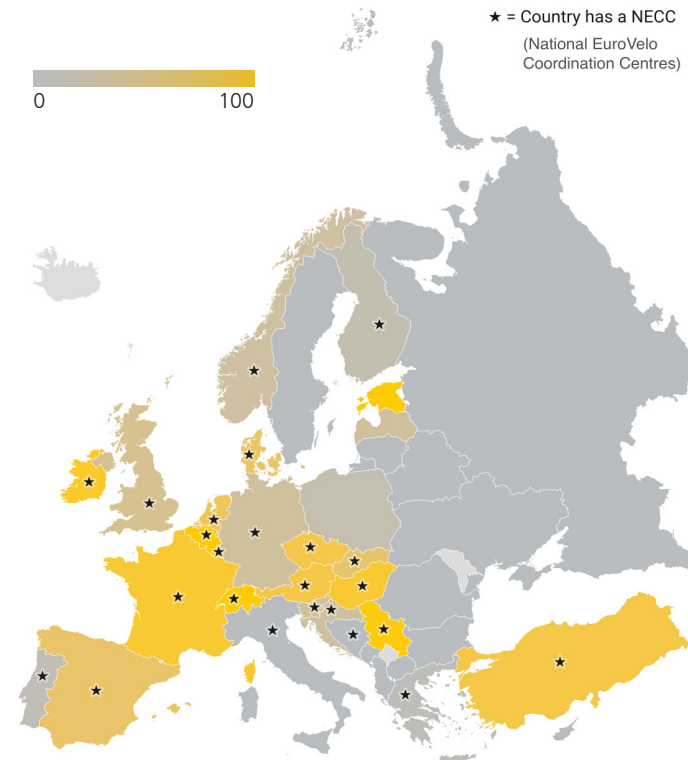 ★ = Country has a NECC
(National EuroVelo
Coordination Centres)
0 100